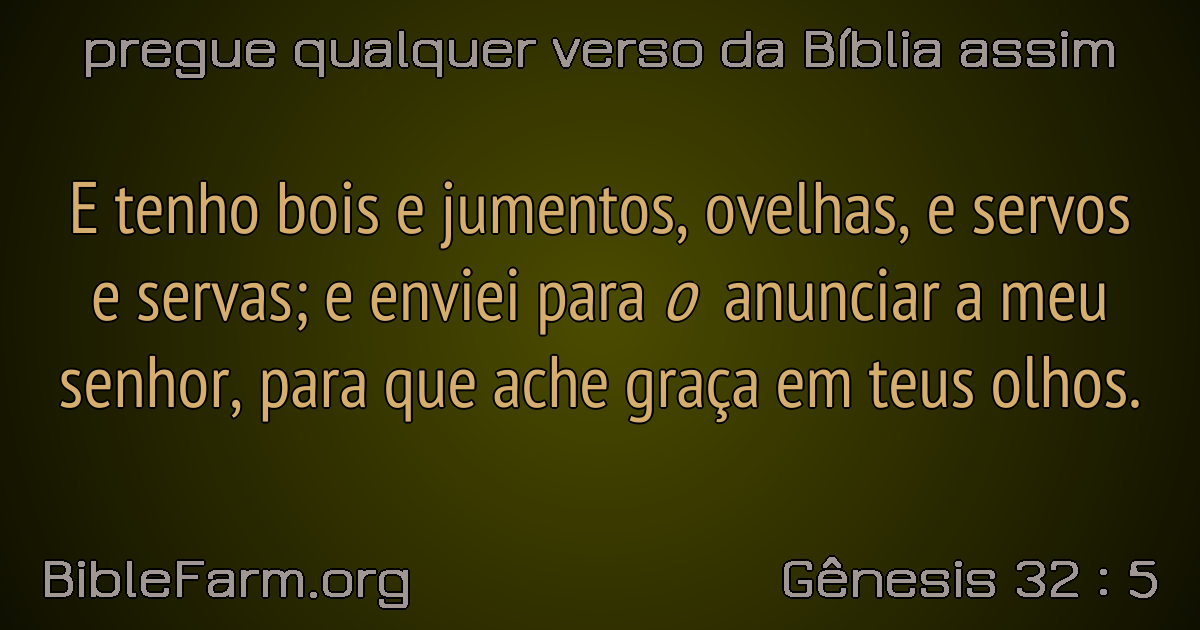 pregue qualquer verso da Bíblia assim
E tenho bois e jumentos, ovelhas, e servos
e servas; e enviei para o anunciar a meu
senhor, para que ache graça em teus olhos.
BibleFarm.org
Gênesis 32 : 5